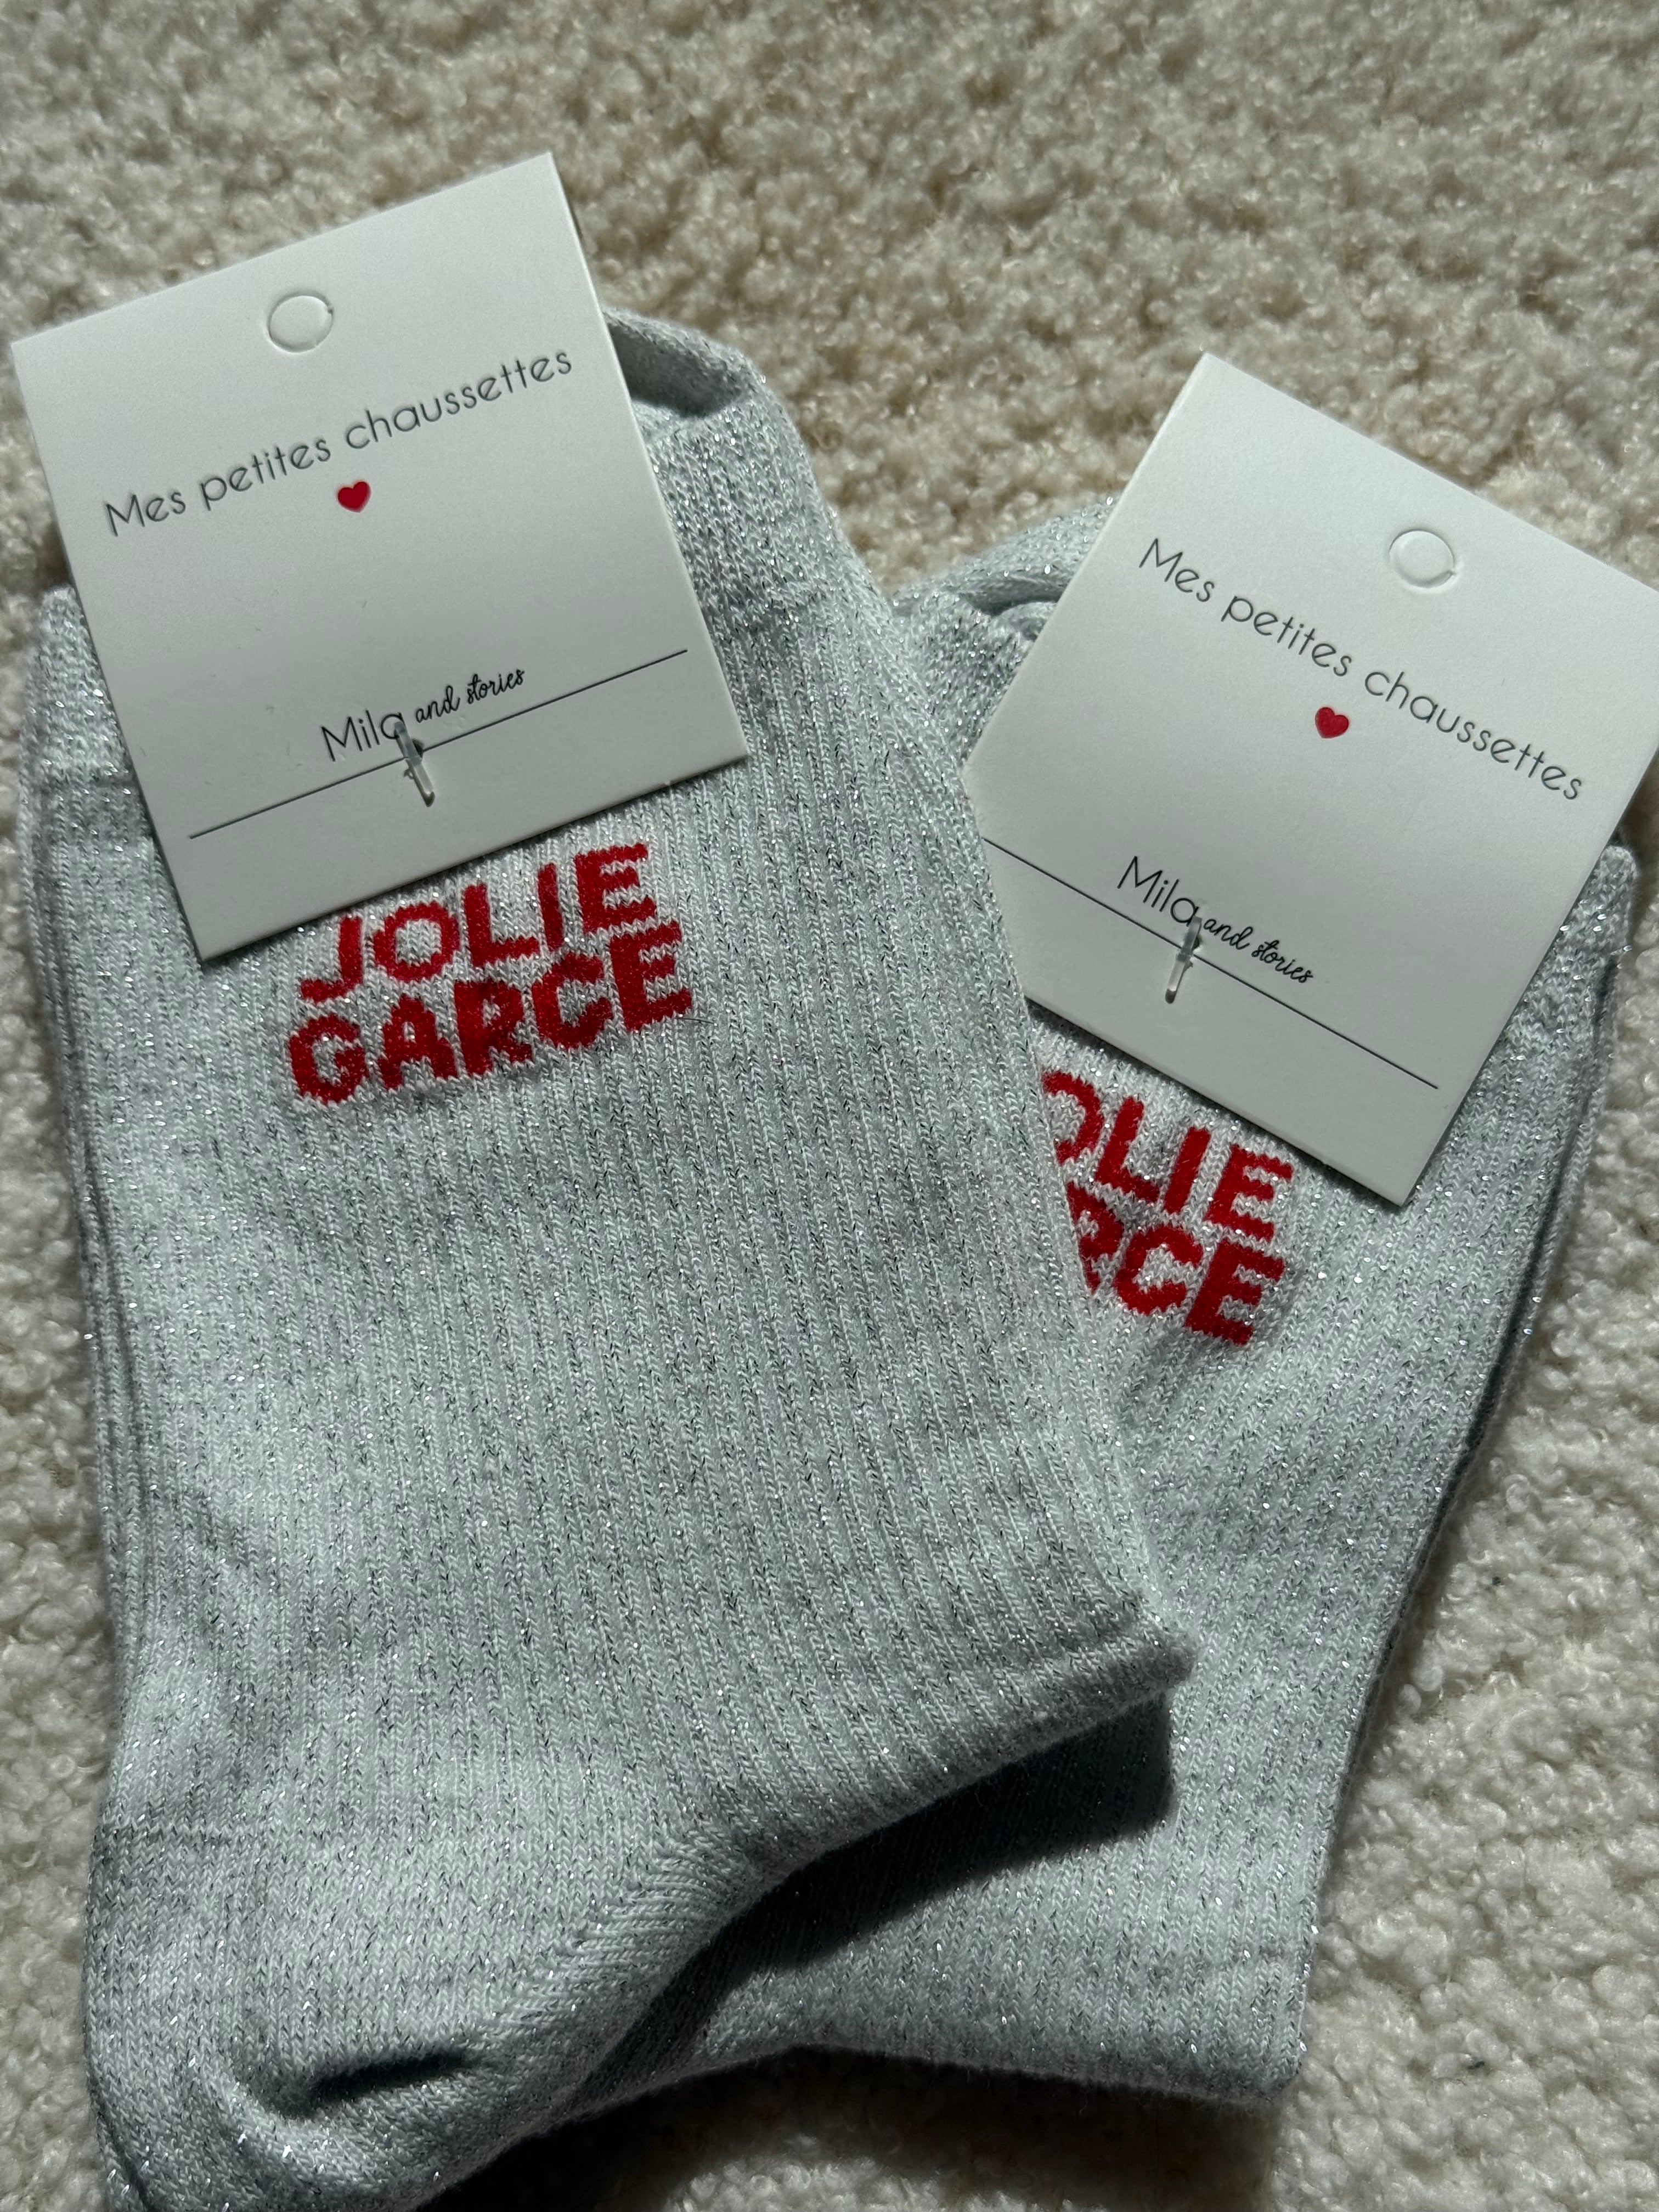 Mes petites chaussettes
Mila and stories
JOLIE
GARCE
Mes petites chaussettes
Mila and stories
OLIE
RCE